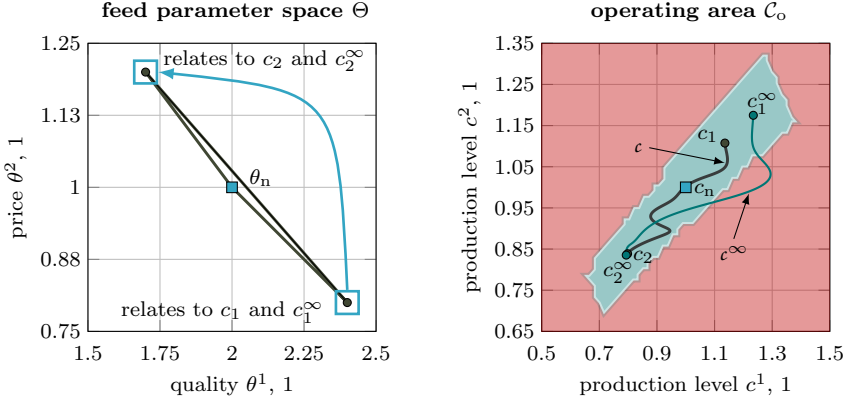 feed parameter space Θ
1.25
1.13
1
0.88
0.75
1.5
1.75
2
2.25
2.5
price θ², 1
quality θ¹, 1
relates to c₂ and c₂^∞
θₙ
relates to c₁ and c₁^∞
operating area 𝒞ₒ
1.35
1.25
1.15
1.05
0.95
0.85
0.75
0.65
0.5
0.7
0.9
1.1
1.3
1.5
production level c², 1
production level c¹, 1
c₁^∞
c₁
𝔠
cₙ
c₂
c₂^∞
𝔠^∞